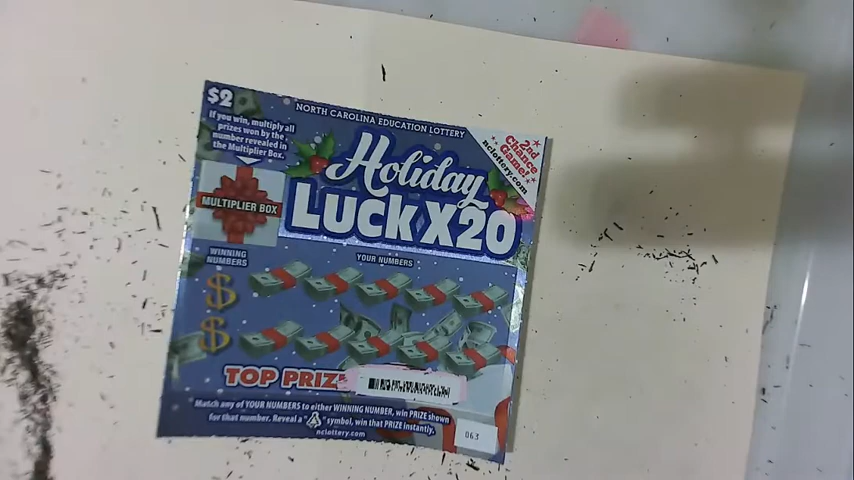 $2
If you win, multiply all
prizes won by the
number revealed in
the Multiplier Box.
NORTH CAROLINA EDUCATION LOTTERY
2nd
Chance
Game!
nclottery.com
Holiday
LUCK X20
MULTIPLIER BOX
WINNING
NUMBERS
YOUR NUMBERS
$
$
TOP PRIZ
Match any of YOUR NUMBERS to either WINNING NUMBER, win PRIZE shown
for that number. Reveal a " " symbol, win that PRIZE instantly.
nclottery.com
063